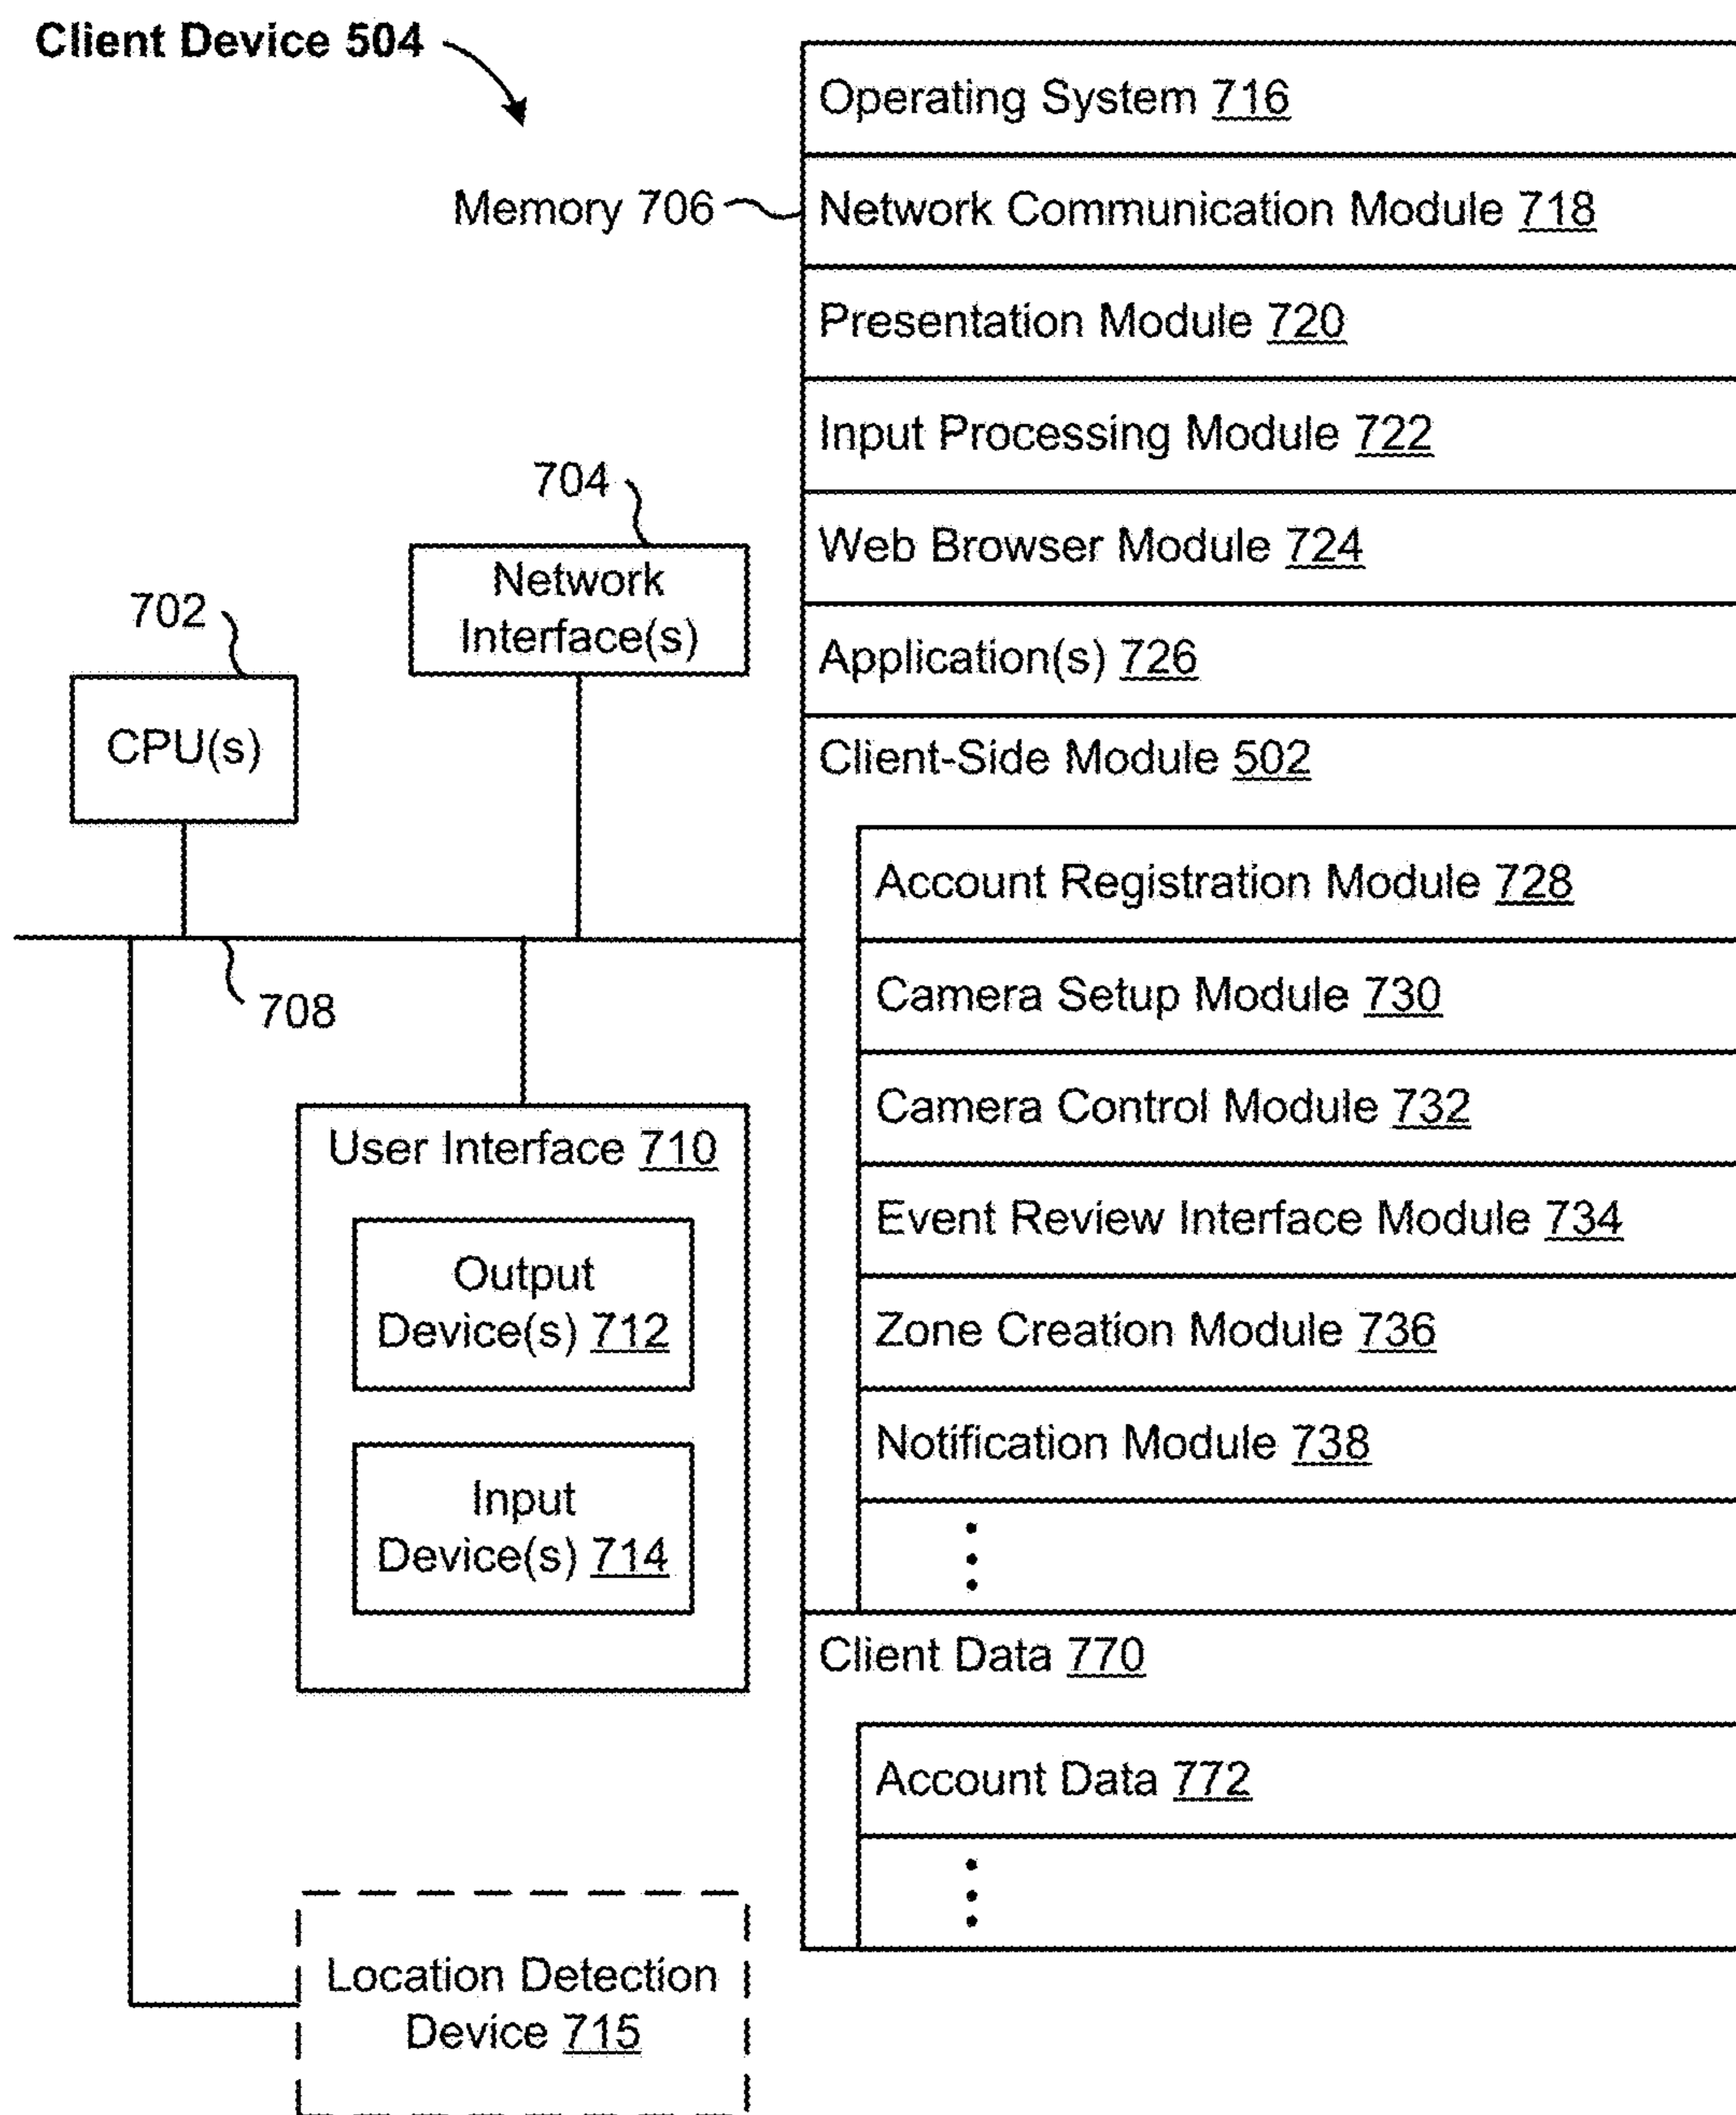 Client Device 504
Memory 706
Operating System 716
Network Communication Module 718
Presentation Module 720
Input Processing Module 722
Web Browser Module 724
Application(s) 726
Client-Side Module 502
Account Registration Module 728
Camera Setup Module 730
Camera Control Module 732
Event Review Interface Module 734
Zone Creation Module 736
Notification Module 738
Client Data 770
Account Data 772
704
Network
Interface(s)
702
CPU(s)
708
User Interface 710
Output
Device(s) 712
Input
Device(s) 714
Location Detection
Device 715